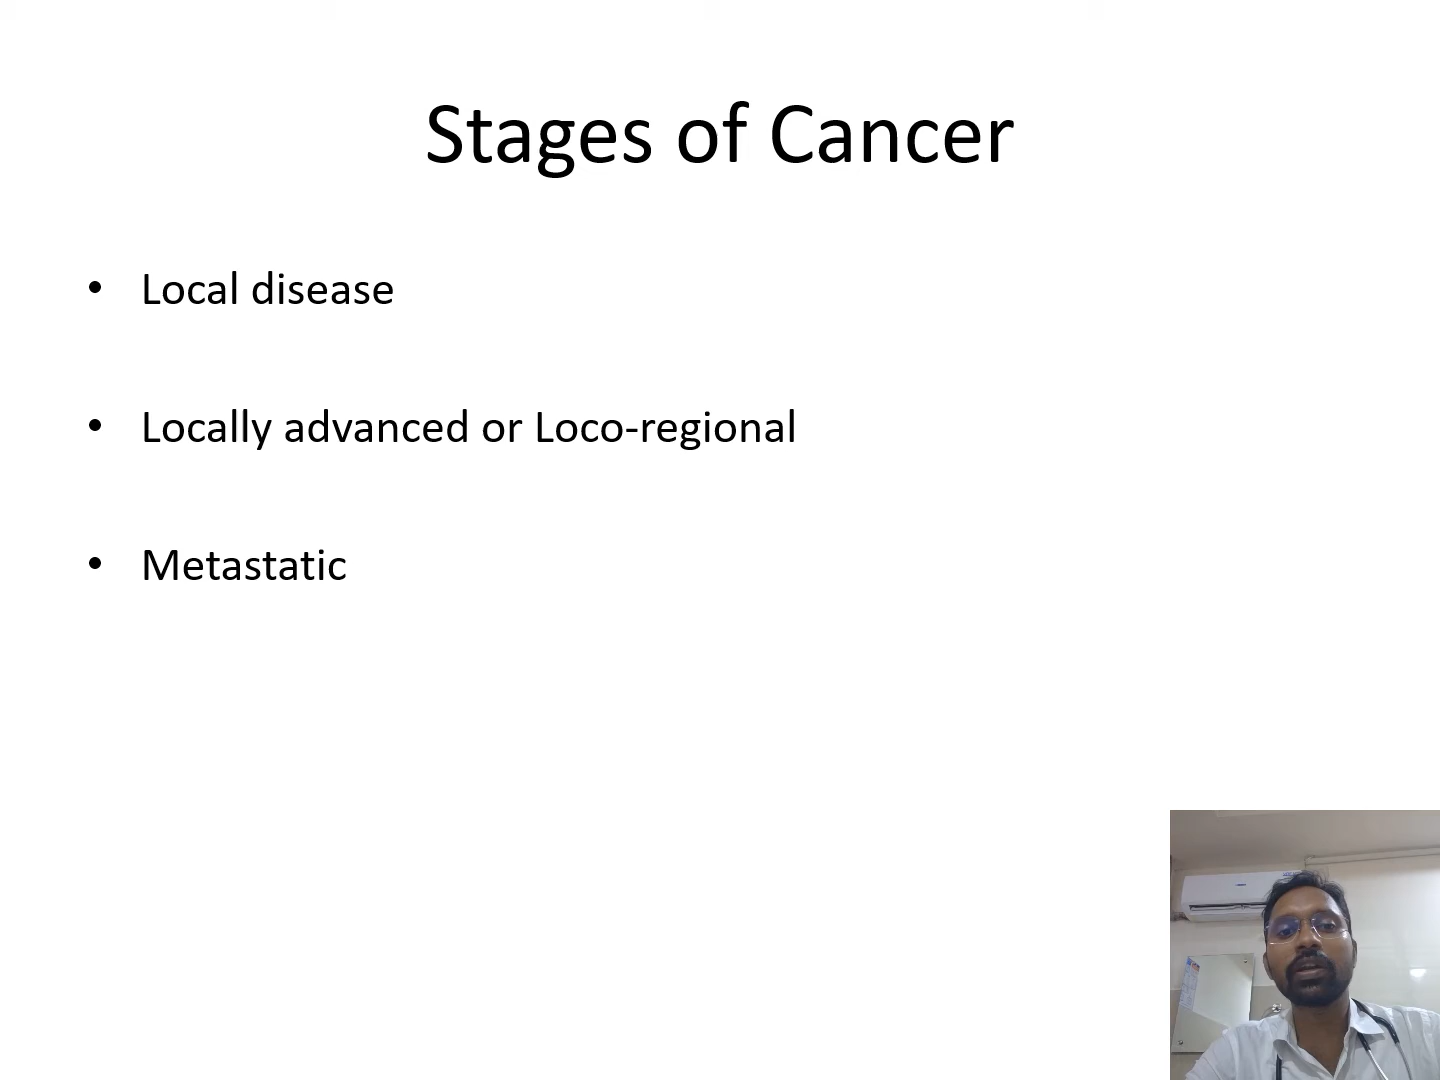 Stages of Cancer
• Local disease
• Locally advanced or Loco-regional
• Metastatic